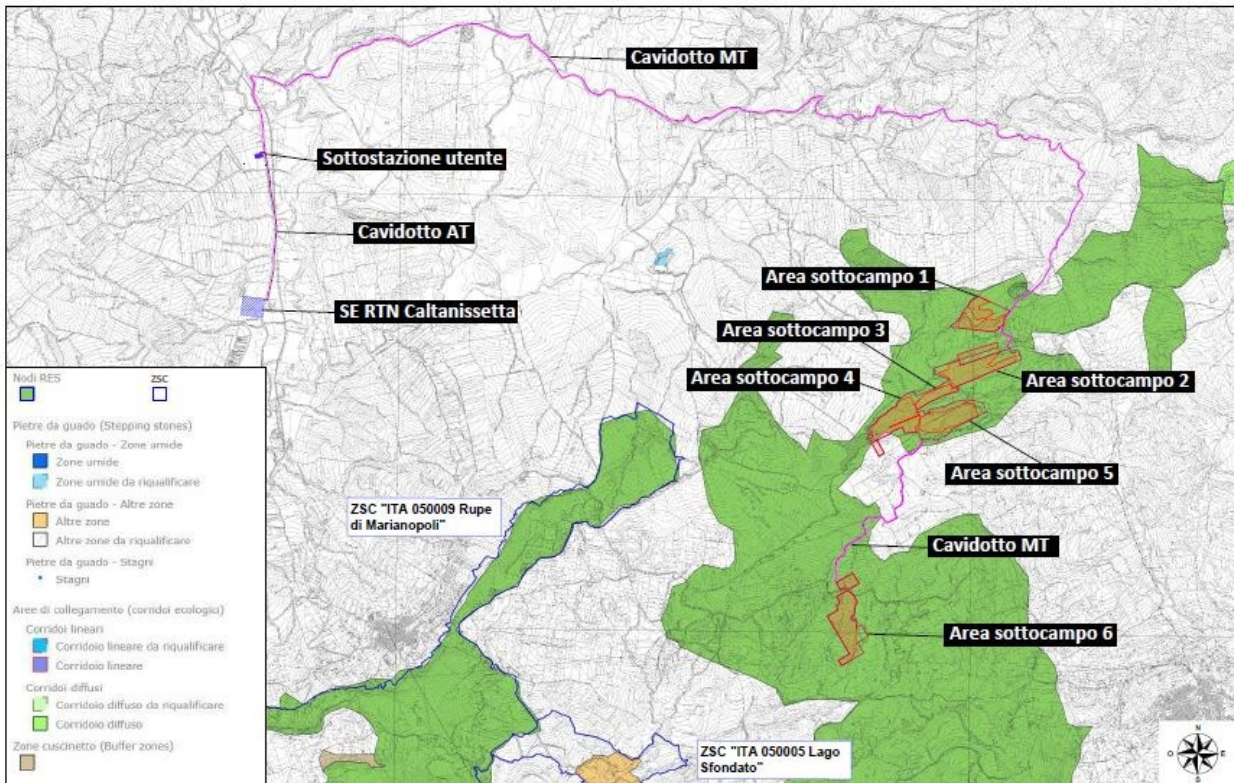 Cavidotto MT
Sottostazione utente
Cavidotto AT
SE RTN Caltanissetta
Area sottocampo 1
Area sottocampo 3
Area sottocampo 4
Area sottocampo 2
Area sottocampo 5
Cavidotto MT
Area sottocampo 6
ZSC "ITA 050009 Rupe
di Marianopoli"
ZSC "ITA 050005 Lago
Sfondato"
Nodi RES
ZSC
Pietre da guado (Stepping stones)
Pietre da guado - Zone umide
Zone umide
Zone umide da riqualificare
Pietre da guado - Altre zone
Altre zone
Altre zone da riqualificare
Pietre da guado - Stagni
Stagni
Aree di collegamento (corridoi ecologici)
Corridoi lineari
Corridoio lineare da riqualificare
Corridoio lineare
Corridoi diffusi
Corridoio diffuso da riqualificare
Corridoio diffuso
Zone cuscinetto (Buffer zones)
N
O
E
S